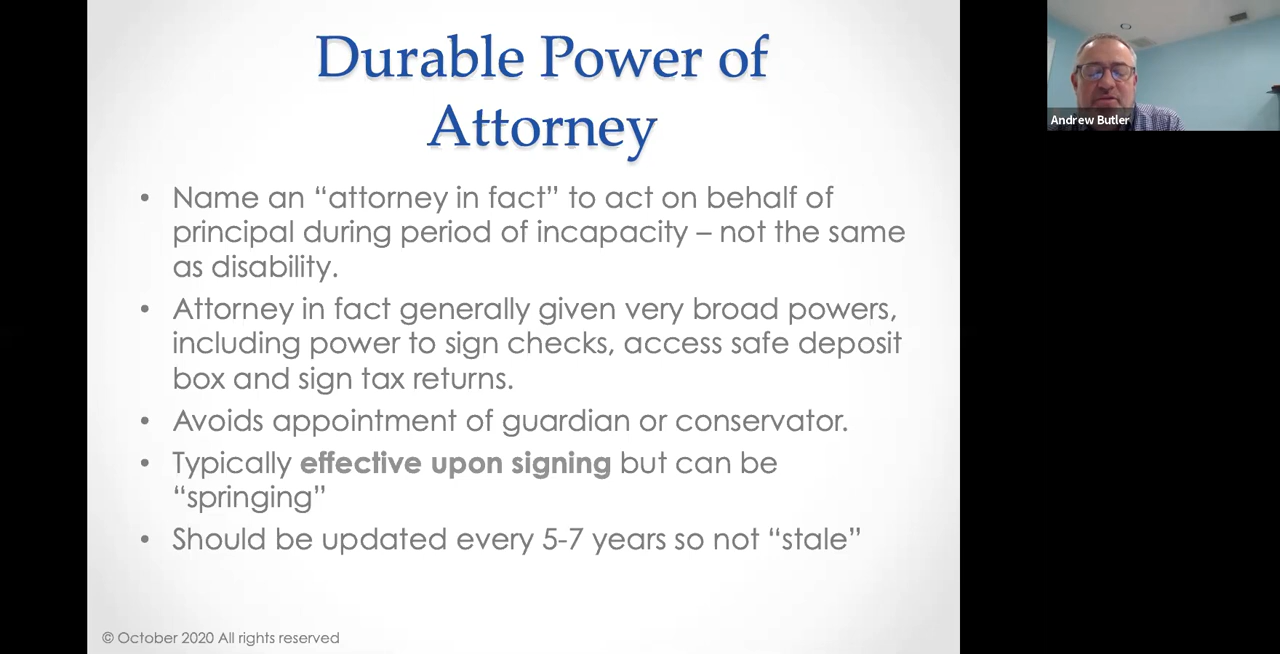 Durable Power of
Attorney
• Name an “attorney in fact” to act on behalf of
principal during period of incapacity – not the same
as disability.
• Attorney in fact generally given very broad powers,
including power to sign checks, access safe deposit
box and sign tax returns.
• Avoids appointment of guardian or conservator.
• Typically effective upon signing but can be
“springing”
• Should be updated every 5-7 years so not “stale”
© October 2020 All rights reserved
Andrew Butler